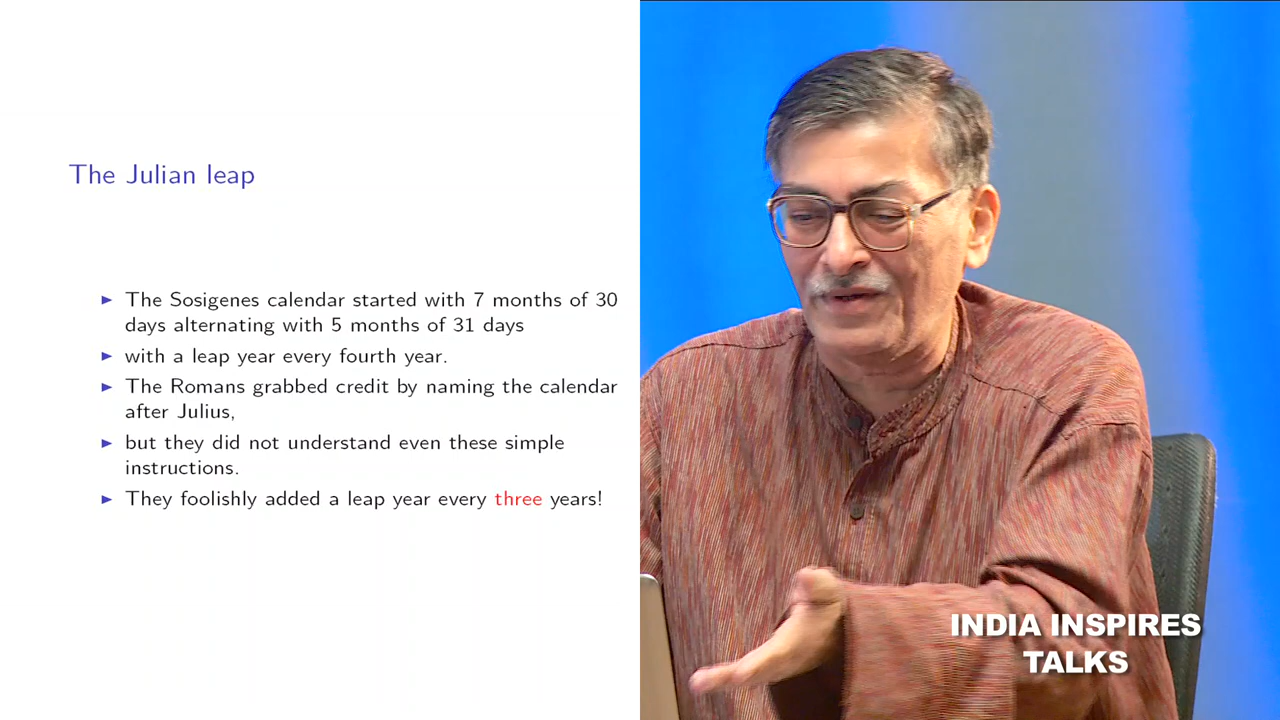 The Julian leap
▶ The Sosigenes calendar started with 7 months of 30
days alternating with 5 months of 31 days
▶ with a leap year every fourth year.
▶ The Romans grabbed credit by naming the calendar
after Julius,
▶ but they did not understand even these simple
instructions.
▶ They foolishly added a leap year every three years!
INDIA INSPIRES
TALKS